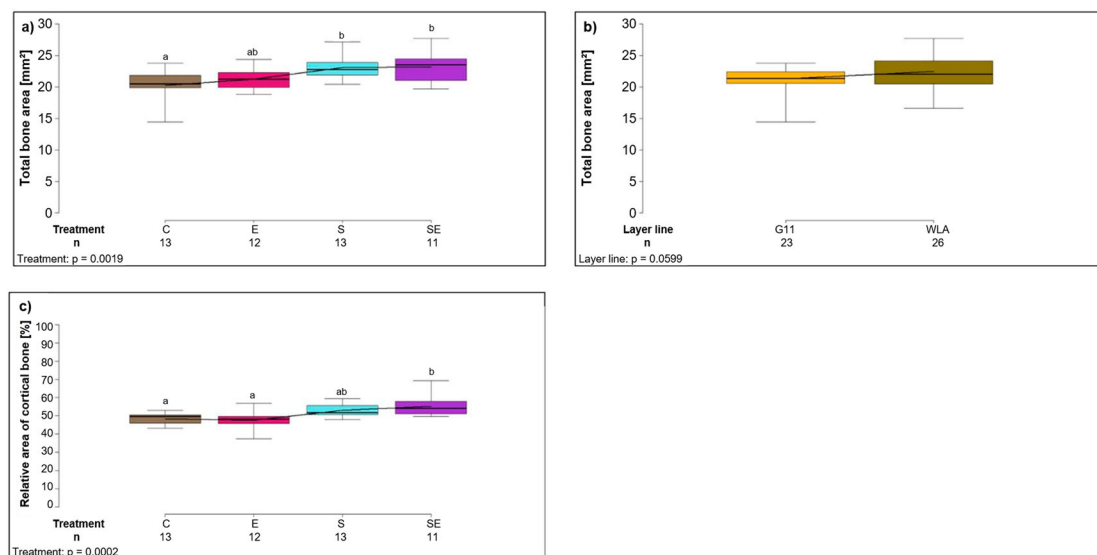 a)
Total bone area [mm²]
30
25
20
15
10
5
0
a
ab
b
b
Treatment C E S SE
n 13 12 13 11
Treatment: p = 0.0019
b)
Total bone area [mm²]
30
25
20
15
10
5
0
Layer line G11 WLA
n 23 26
Layer line: p = 0.0599
c)
Relative area of cortical bone [%]
100
90
80
70
60
50
40
30
20
10
0
a
a
ab
b
Treatment C E S SE
n 13 12 13 11
Treatment: p = 0.0002